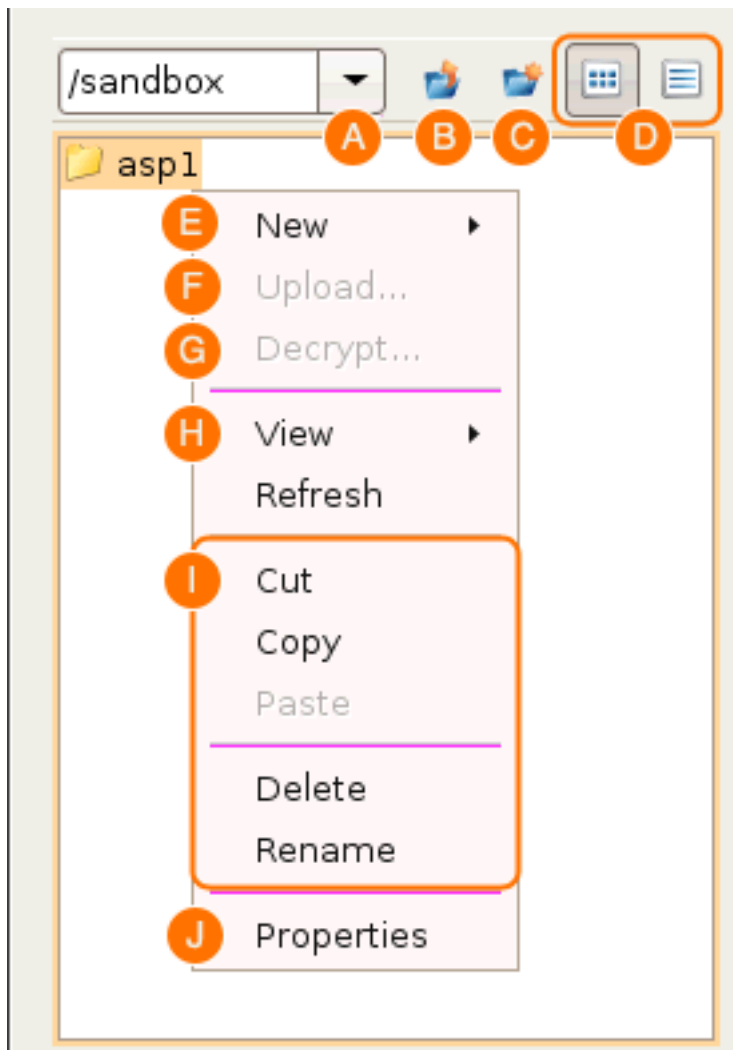 /sandbox
A B C D
asp1
E New
F Upload...
G Decrypt...
H View
Refresh
I Cut
Copy
Paste
Delete
Rename
J Properties